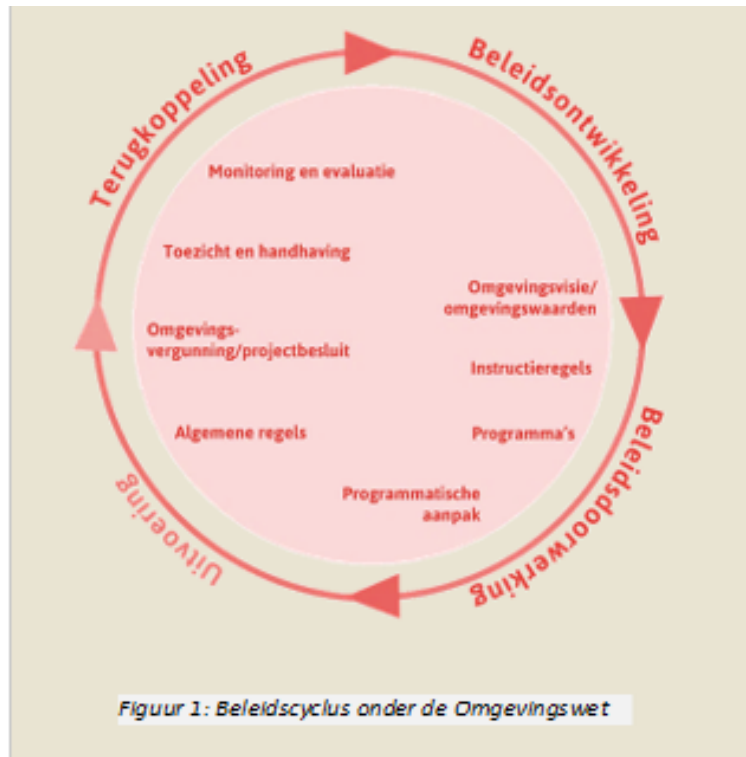 Terugkoppeling
Beleidsontwikkeling
Monitoring en evaluatie
Toezicht en handhaving
Omgevingsvisie/
omgevingswaarden
Omgevings-
vergunning/projectbesluit
Instructieregels
Algemene regels
Programma's
Programmatische
aanpak
Uitvoering
Beleidsdoorwerking
Figuur 1: Beleidscyclus onder de Omgevingswet